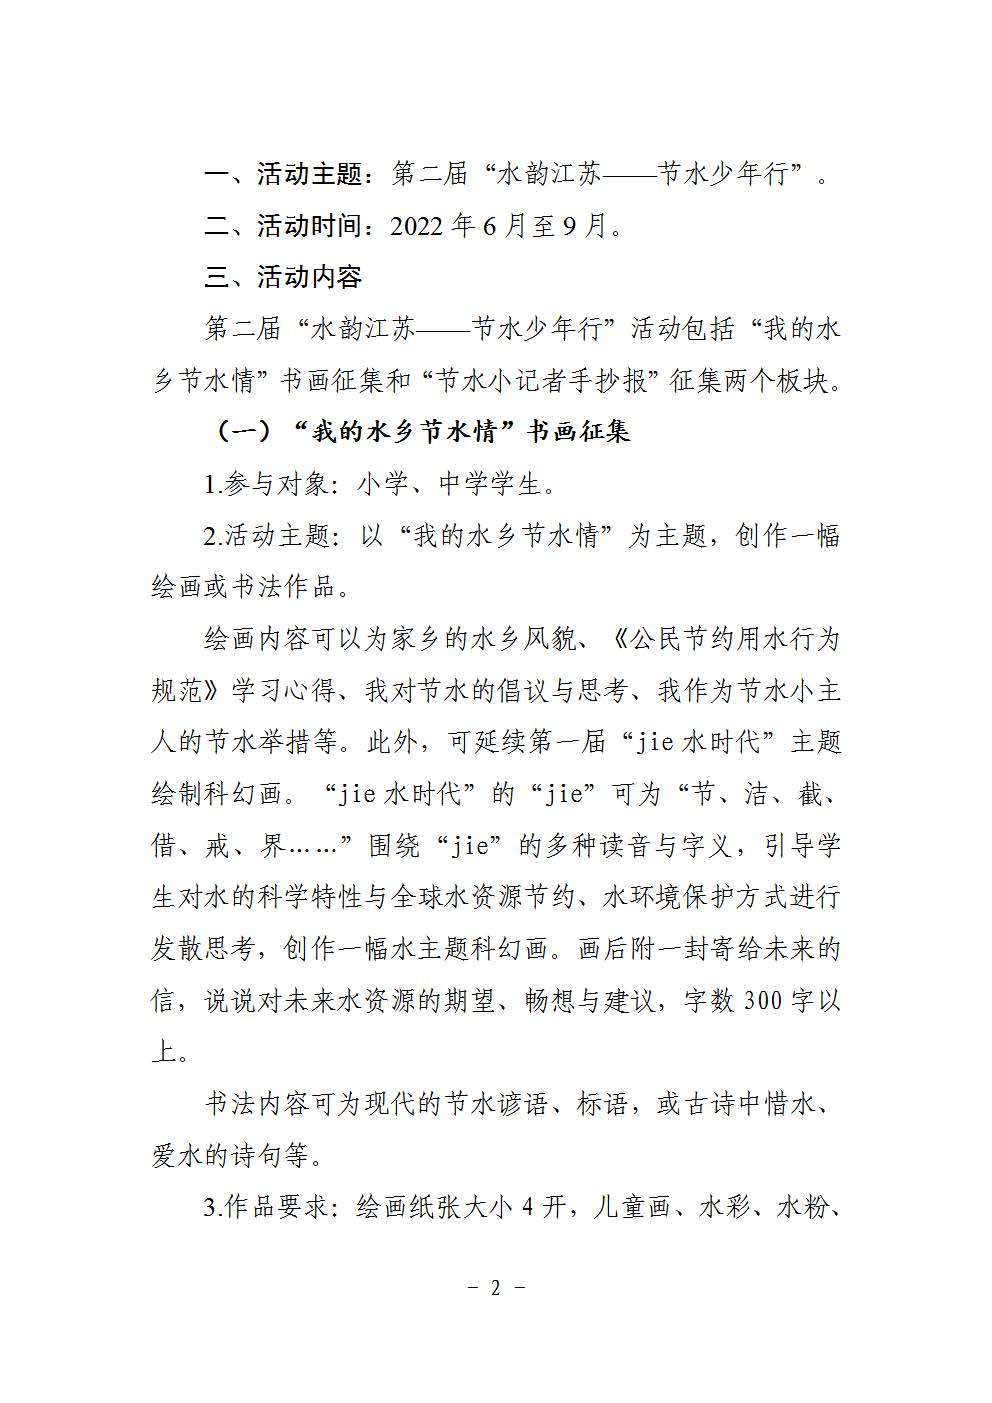 一、活动主题：第二届“水韵江苏——节水少年行”。
二、活动时间：2022 年 6 月至 9 月。
三、活动内容
第二届“水韵江苏——节水少年行”活动包括“我的水
乡节水情”书画征集和“节水小记者手抄报”征集两个板块。
（一）“我的水乡节水情”书画征集
1.参与对象：小学、中学学生。
2.活动主题：以“我的水乡节水情”为主题，创作一幅
绘画或书法作品。
绘画内容可以为家乡的水乡风貌、《公民节约用水行为
规范》学习心得、我对节水的倡议与思考、我作为节水小主
人的节水举措等。此外，可延续第一届“jie 水时代”主题
绘制科幻画。“jie 水时代”的“jie”可为“节、洁、截、
借、戒、界……”围绕“jie”的多种读音与字义，引导学
生对水的科学特性与全球水资源节约、水环境保护方式进行
发散思考，创作一幅水主题科幻画。画后附一封寄给未来的
信，说说对未来水资源的期望、畅想与建议，字数 300 字以
上。
书法内容可为现代的节水谚语、标语，或古诗中惜水、
爱水的诗句等。
3.作品要求：绘画纸张大小 4 开，儿童画、水彩、水粉、
- 2 -